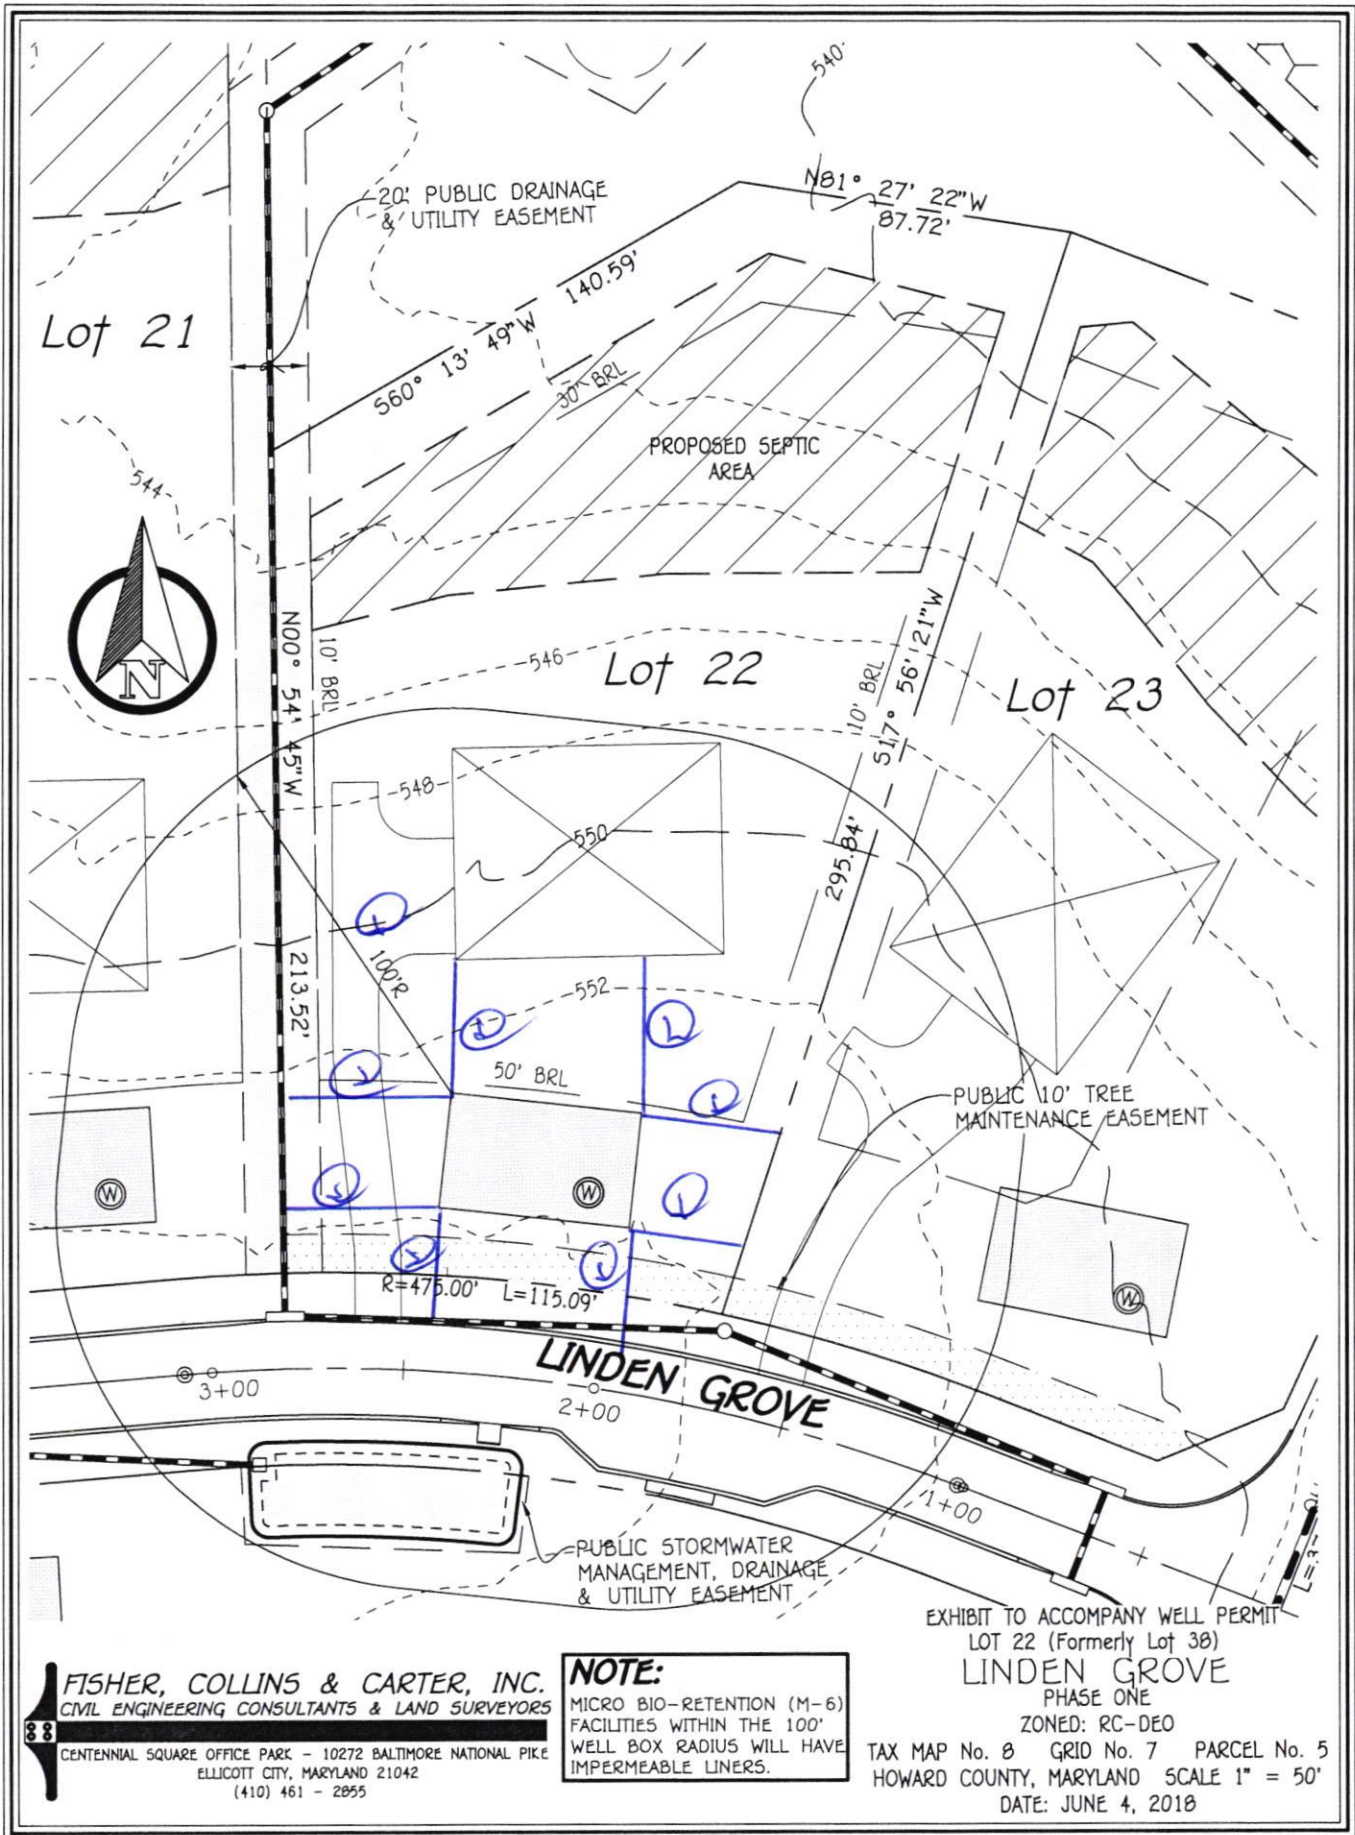 540
N81° 27' 22"W
87.72'
20' PUBLIC DRAINAGE
& UTILITY EASEMENT
S60° 13' 49"W 140.59'
Lot 21
30' BRL
PROPOSED SEPTIC
AREA
544
N
N00° 54' 45"W
213.52'
10' BRL
546
Lot 22
10' BRL
S17° 56' 21"W
295.84'
Lot 23
548
550
100'R
552
50' BRL
PUBLIC 10' TREE
MAINTENANCE EASEMENT
W
W
W
R=475.00' L=115.09'
LINDEN GROVE
3+00
2+00
1+00
PUBLIC STORMWATER
MANAGEMENT, DRAINAGE
& UTILITY EASEMENT
EXHIBIT TO ACCOMPANY WELL PERMIT
LOT 22 (Formerly Lot 38)
LINDEN GROVE
PHASE ONE
ZONED: RC-DEO
TAX MAP No. 8 GRID No. 7 PARCEL No. 5
HOWARD COUNTY, MARYLAND SCALE 1" = 50'
DATE: JUNE 4, 2018
NOTE:
MICRO BIO-RETENTION (M-6)
FACILITIES WITHIN THE 100'
WELL BOX RADIUS WILL HAVE
IMPERMEABLE LINERS.
FISHER, COLLINS & CARTER, INC.
CIVIL ENGINEERING CONSULTANTS & LAND SURVEYORS
CENTENNIAL SQUARE OFFICE PARK - 10272 BALTIMORE NATIONAL PIKE
ELLICOTT CITY, MARYLAND 21042
(410) 461 - 2855